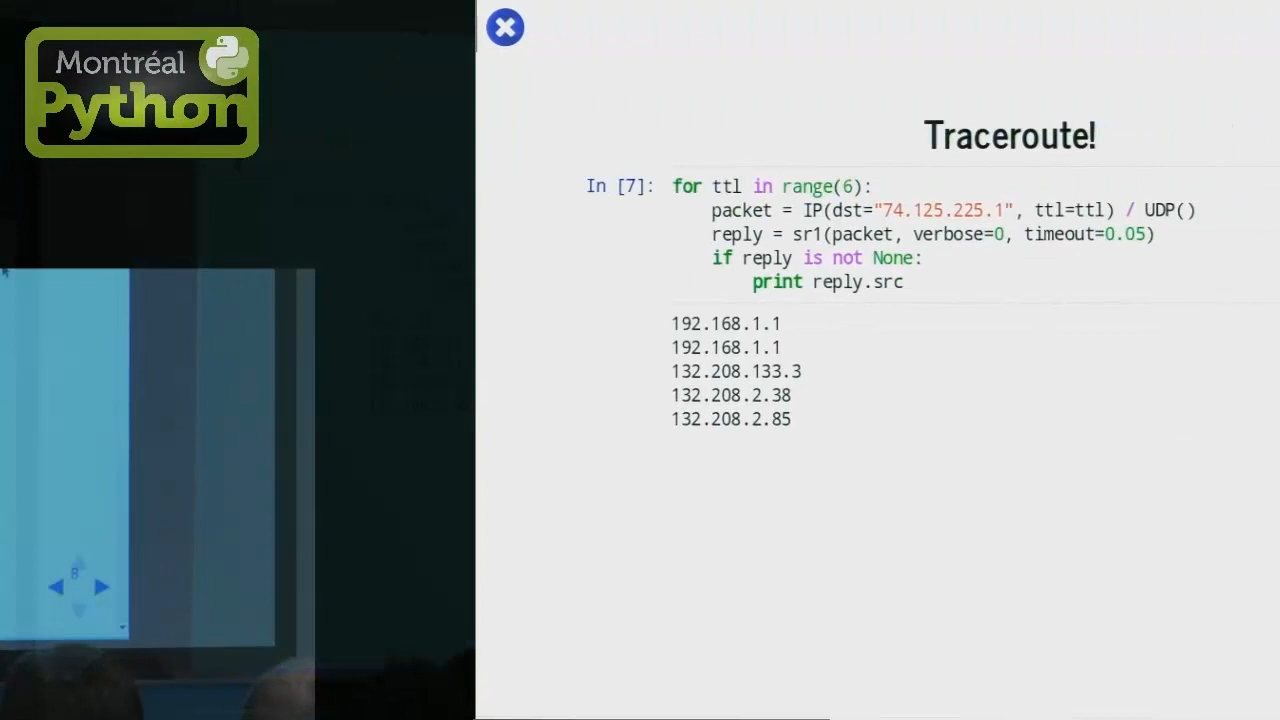 Montréal
Python
Traceroute!
In [7]: for ttl in range(6):
packet = IP(dst="74.125.225.1", ttl=ttl) / UDP()
reply = sr1(packet, verbose=0, timeout=0.05)
if reply is not None:
print reply.src
192.168.1.1
192.168.1.1
132.208.133.3
132.208.2.38
132.208.2.85
8